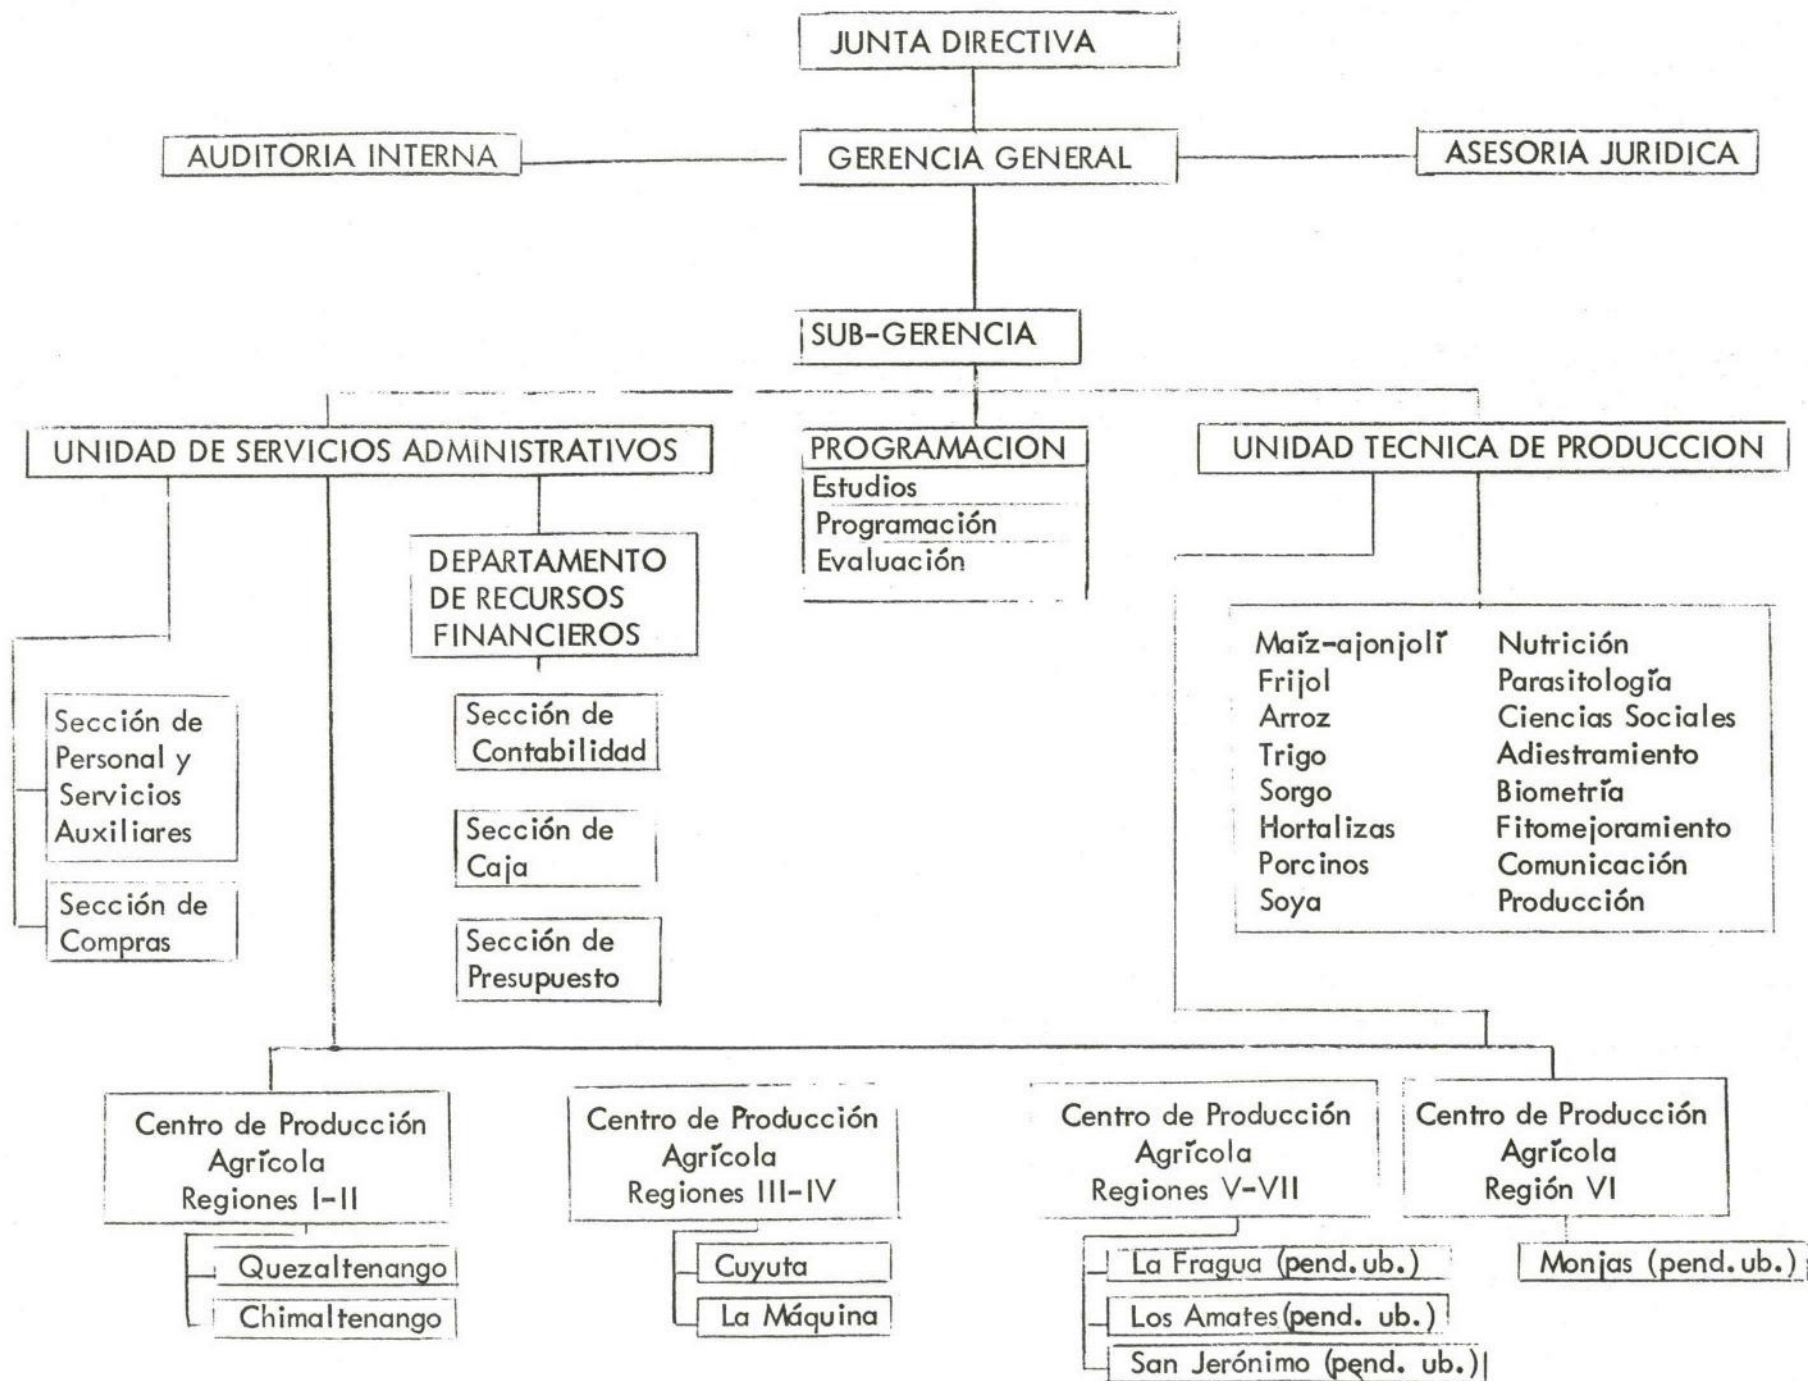 JUNTA DIRECTIVA
AUDITORIA INTERNA
GERENCIA GENERAL
ASESORIA JURIDICA
SUB-GERENCIA
UNIDAD DE SERVICIOS ADMINISTRATIVOS
PROGRAMACION
Estudios
Programación
Evaluación
UNIDAD TECNICA DE PRODUCCION
DEPARTAMENTO
DE RECURSOS
FINANCIEROS
Sección de
Personal y
Servicios
Auxiliares
Sección de
Compras
Sección de
Contabilidad
Sección de
Caja
Sección de
Presupuesto
Maíz-ajonjolí
Frijol
Arroz
Trigo
Sorgo
Hortalizas
Porcinos
Soya
Nutrición
Parasitología
Ciencias Sociales
Adiestramiento
Biometría
Fitomejoramiento
Comunicación
Producción
Centro de Producción
Agrícola
Regiones I-II
Quezaltenango
Chimaltenango
Centro de Producción
Agrícola
Regiones III-IV
Cuyuta
La Máquina
Centro de Producción
Agrícola
Regiones V-VII
La Fragua (pend. ub.)
Los Amates (pend. ub.)
San Jerónimo (pend. ub.)
Centro de Producción
Agrícola
Región VI
Monjas (pend. ub.)